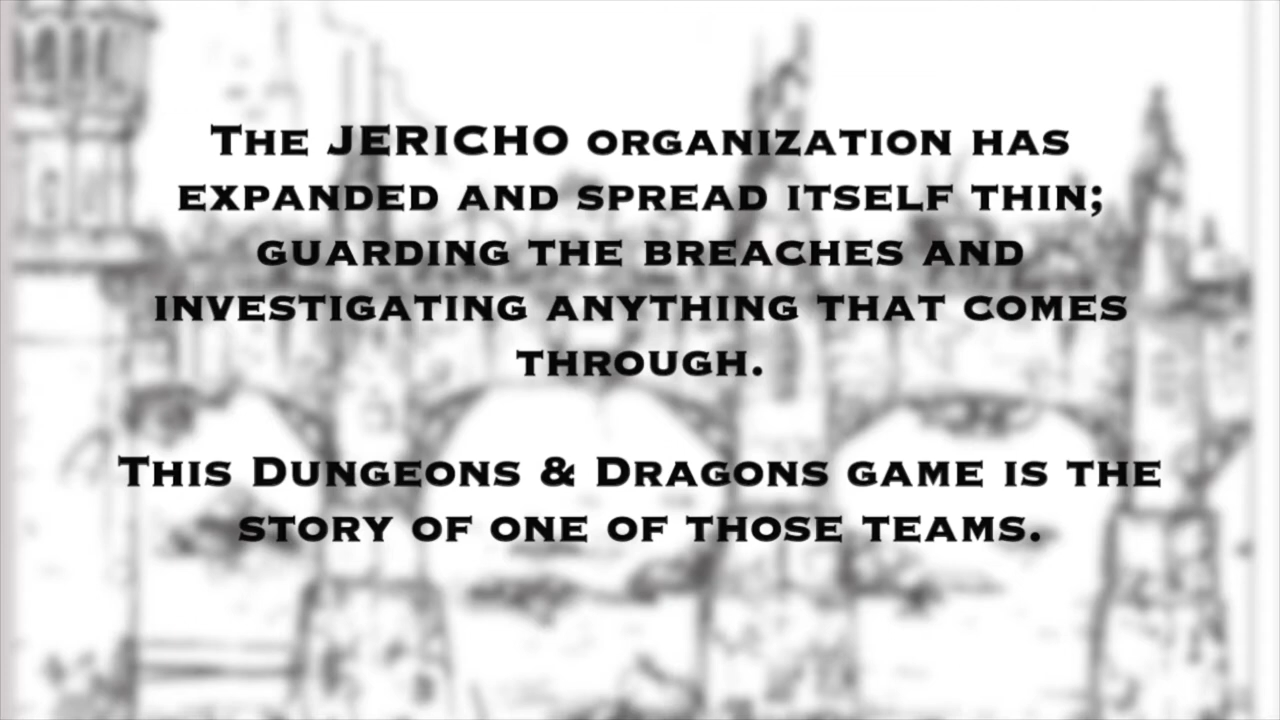 The JERICHO organization has
expanded and spread itself thin;
guarding the breaches and
investigating anything that comes
through.
This Dungeons & Dragons game is the
story of one of those teams.